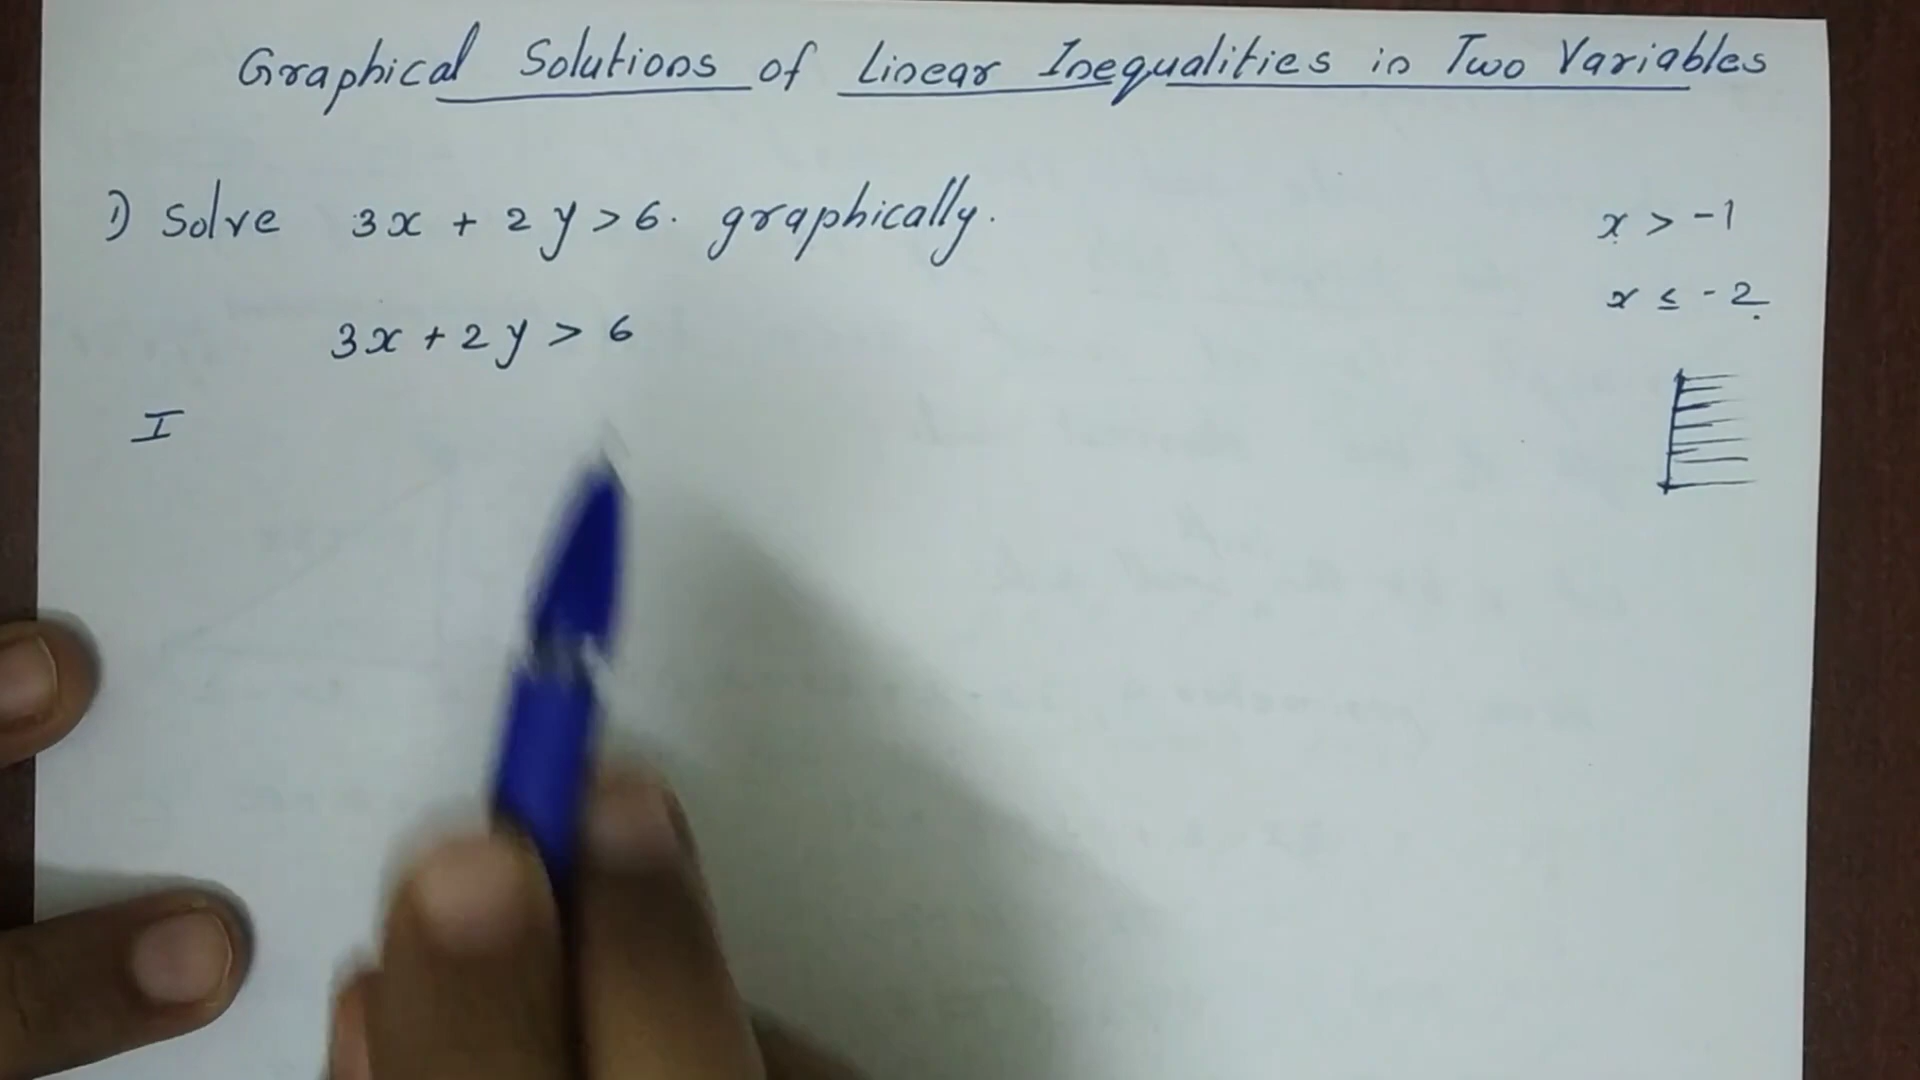 Graphical Solutions of Linear Inequalities in Two Variables
1) Solve 3x + 2y > 6. graphically.
x > -1
x ≤ -2
3x + 2y > 6
I